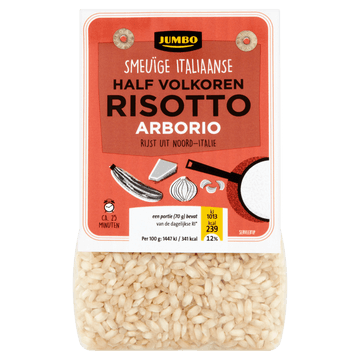 JUMBO
SMEUÏGE ITALIAANSE
HALF VOLKOREN
RISOTTO
ARBORIO
RIJST UIT NOORD-ITALIE
CA. 25
MINUTEN
een portie (70 g) bevat
van de dagelijkse RI*
Per 100 g: 1447 kJ / 341 kcal
kJ
1013
kcal
239
12%